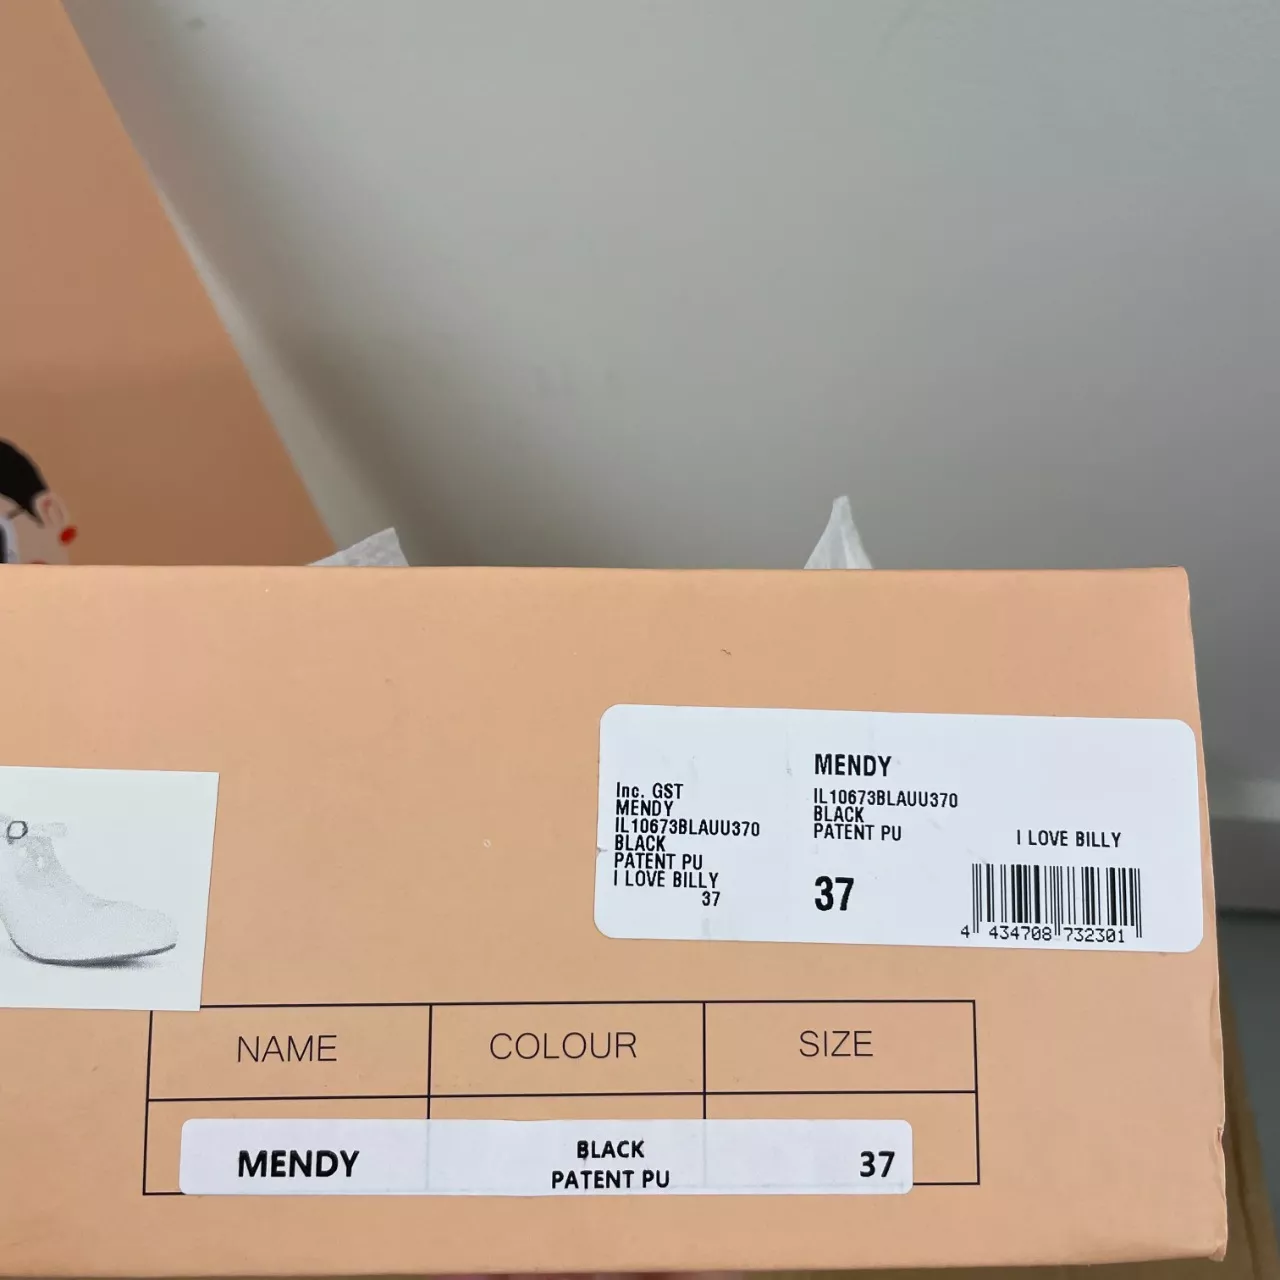 Inc. GST
MENDY
IL10673BLAUU370
BLACK
PATENT PU
I LOVE BILLY
37
MENDY
IL10673BLAUU370
BLACK
PATENT PU
37
I LOVE BILLY
4 434708 732301
NAME COLOUR SIZE
MENDY BLACK PATENT PU 37